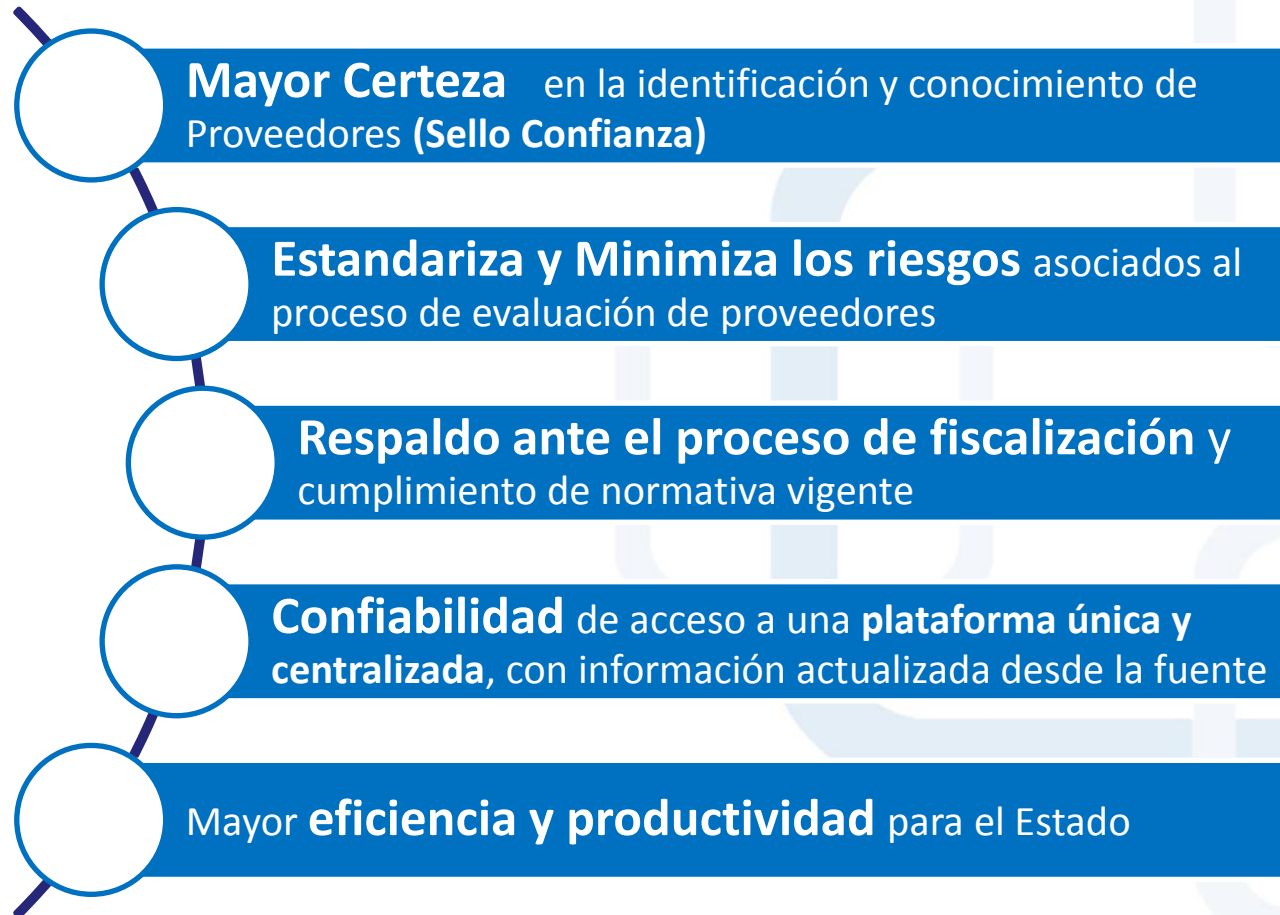 Mayor Certeza en la identificación y conocimiento de
Proveedores (Sello Confianza)
Estandariza y Minimiza los riesgos asociados al
proceso de evaluación de proveedores
Respaldo ante el proceso de fiscalización y
cumplimiento de normativa vigente
Confiabilidad de acceso a una plataforma única y
centralizada, con información actualizada desde la fuente
Mayor eficiencia y productividad para el Estado